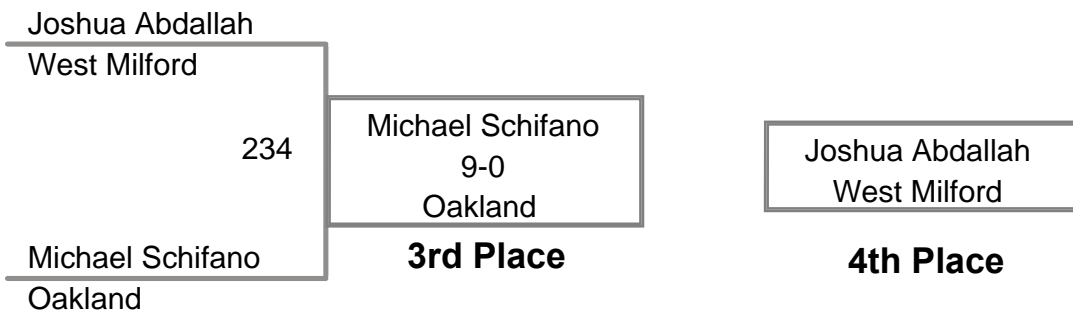 Joshua Abdallah
West Milford
234
Michael Schifano
Oakland
Michael Schifano
9-0
Oakland
3rd Place
Joshua Abdallah
West Milford
4th Place